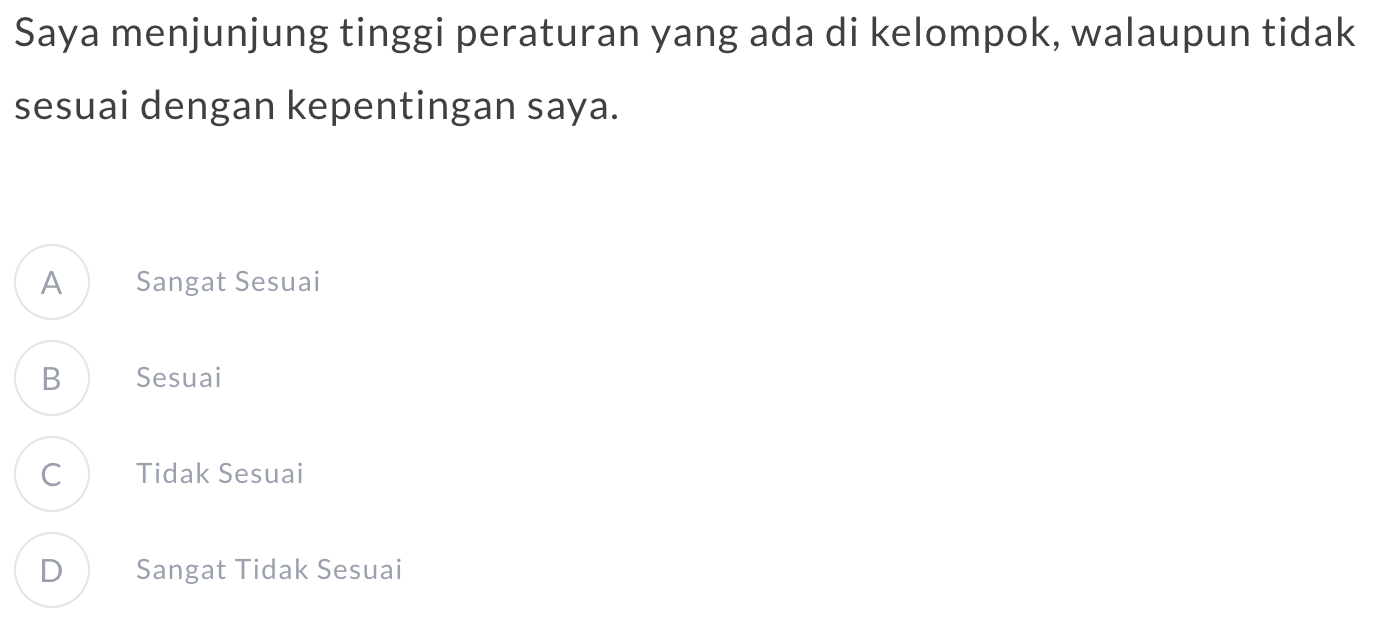 Saya menjunjung tinggi peraturan yang ada di kelompok, walaupun tidak
sesuai dengan kepentingan saya.
A Sangat Sesuai
B Sesuai
C Tidak Sesuai
D Sangat Tidak Sesuai